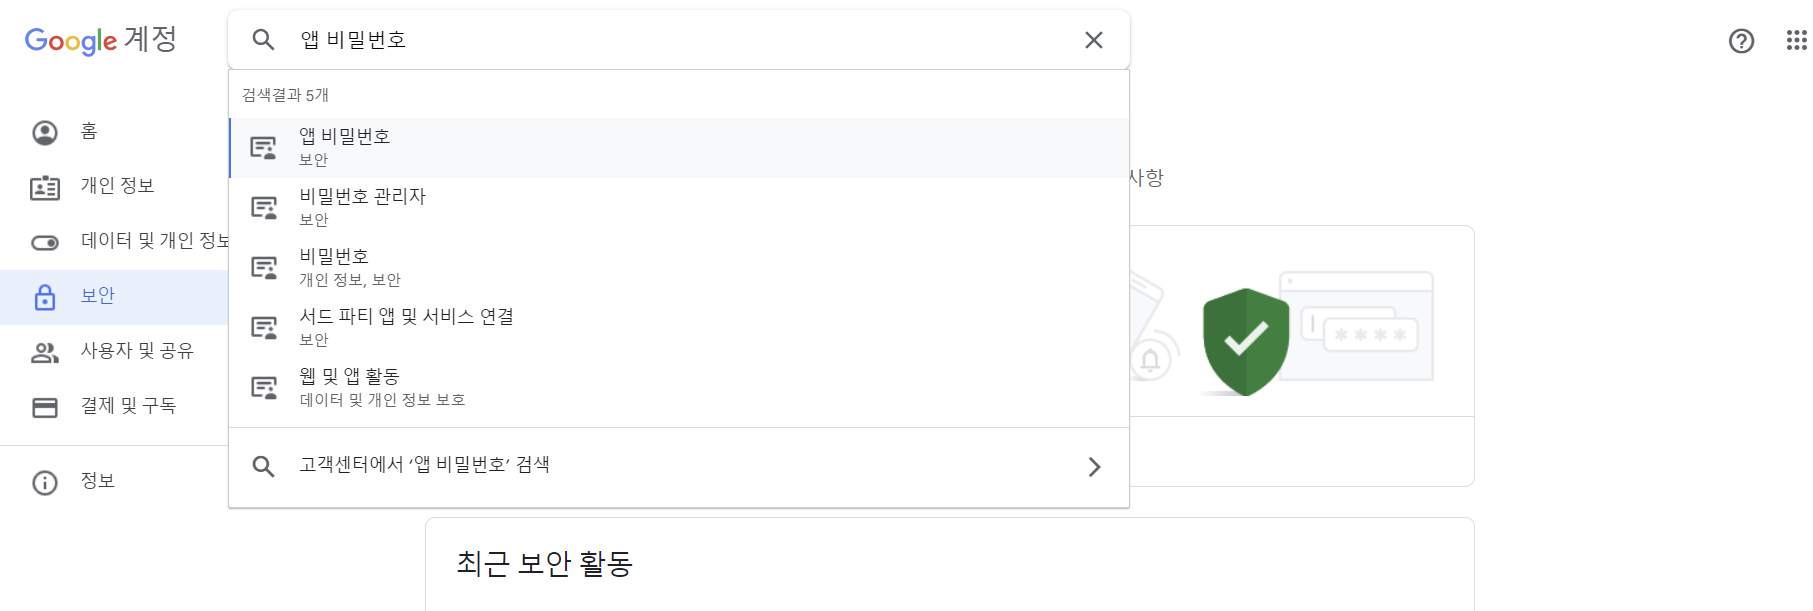 Google 계정
앱 비밀번호
검색결과 5개
앱 비밀번호
보안
비밀번호 관리자
보안
비밀번호
개인 정보, 보안
서드 파티 앱 및 서비스 연결
보안
웹 및 앱 활동
데이터 및 개인 정보 보호
고객센터에서 ‘앱 비밀번호’ 검색
홈
개인 정보
데이터 및 개인 정보
보안
사용자 및 공유
결제 및 구독
정보
사항
****
최근 보안 활동